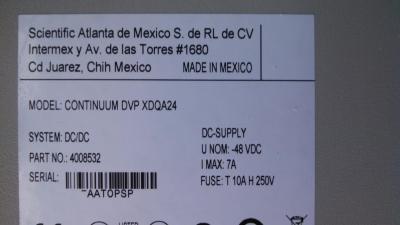 Scientific Atlanta de Mexico S. de RL de CV
Intermex y Av. de las Torres #1680
Cd Juarez, Chih Mexico
MADE IN MEXICO
MODEL: CONTINUUM DVP XDQA24
SYSTEM: DC/DC
PART NO.: 4008532
SERIAL:
AATOPSP
DC-SUPPLY
U NOM: -48 VDC
I MAX: 7A
FUSE: T 10A H 250V
LISTED